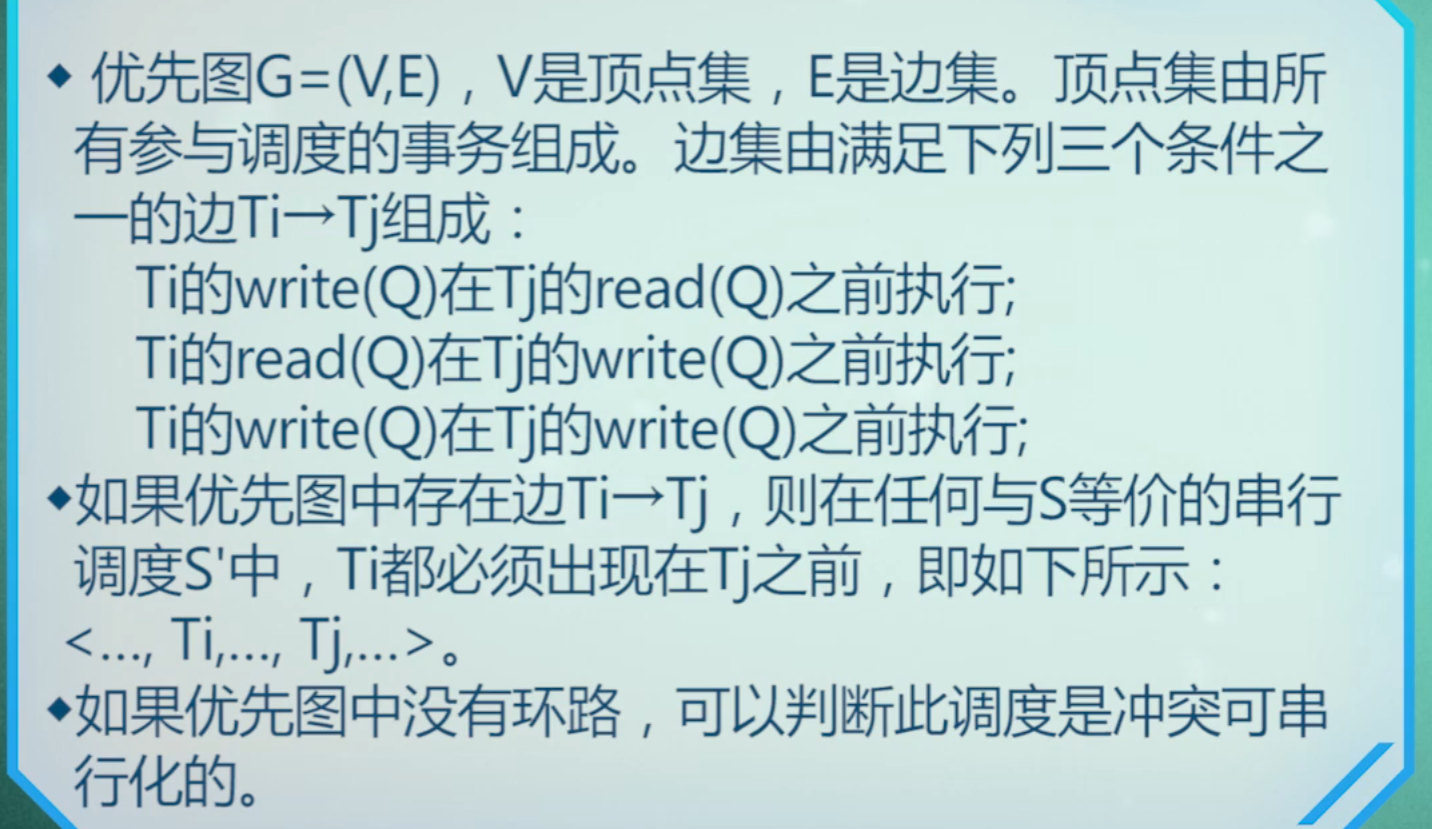 ◆ 优先图G=(V,E)，V是顶点集，E是边集。顶点集由所
有参与调度的事务组成。边集由满足下列三个条件之
一的边Ti→Tj组成：
Ti的write(Q)在Tj的read(Q)之前执行;
Ti的read(Q)在Tj的write(Q)之前执行;
Ti的write(Q)在Tj的write(Q)之前执行;
◆如果优先图中存在边Ti→Tj，则在任何与S等价的串行
调度S'中，Ti都必须出现在Tj之前，即如下所示：
<…, Ti,…, Tj,…>。
◆如果优先图中没有环路，可以判断此调度是冲突可串
行化的。